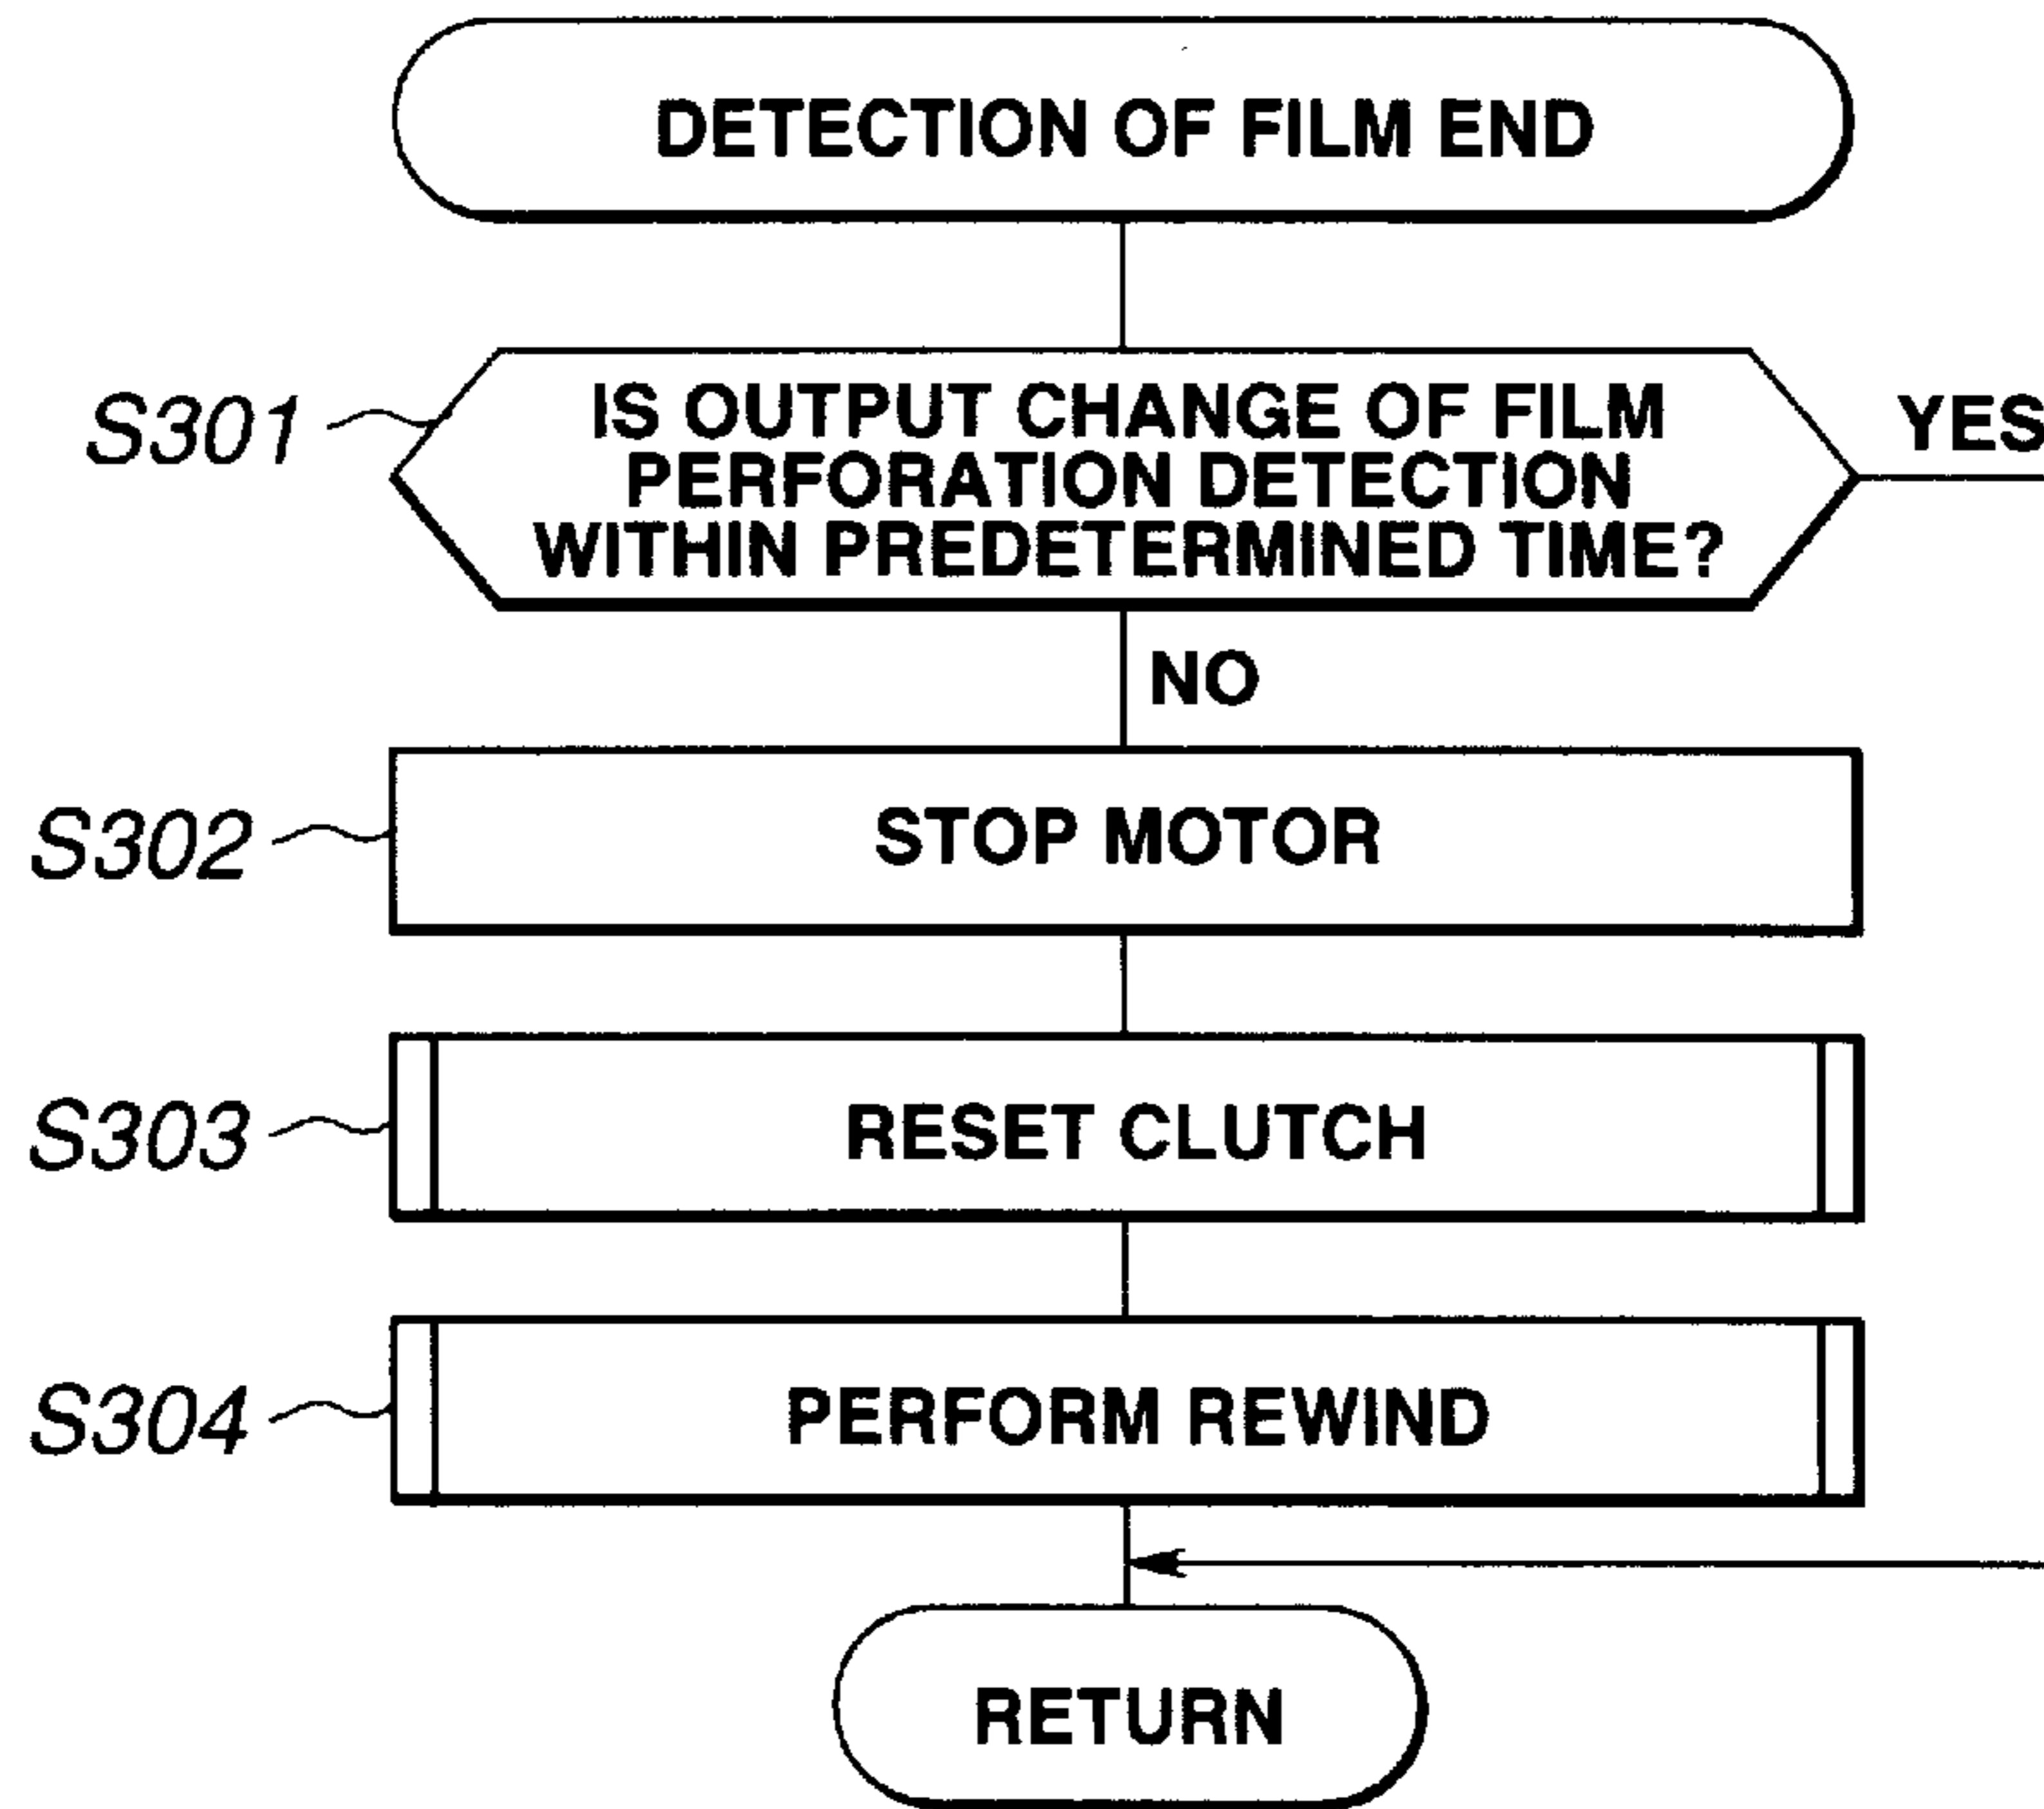 DETECTION OF FILM END
S301
IS OUTPUT CHANGE OF FILM
PERFORATION DETECTION
WITHIN PREDETERMINED TIME?
YES
NO
S302
STOP MOTOR
S303
RESET CLUTCH
S304
PERFORM REWIND
RETURN